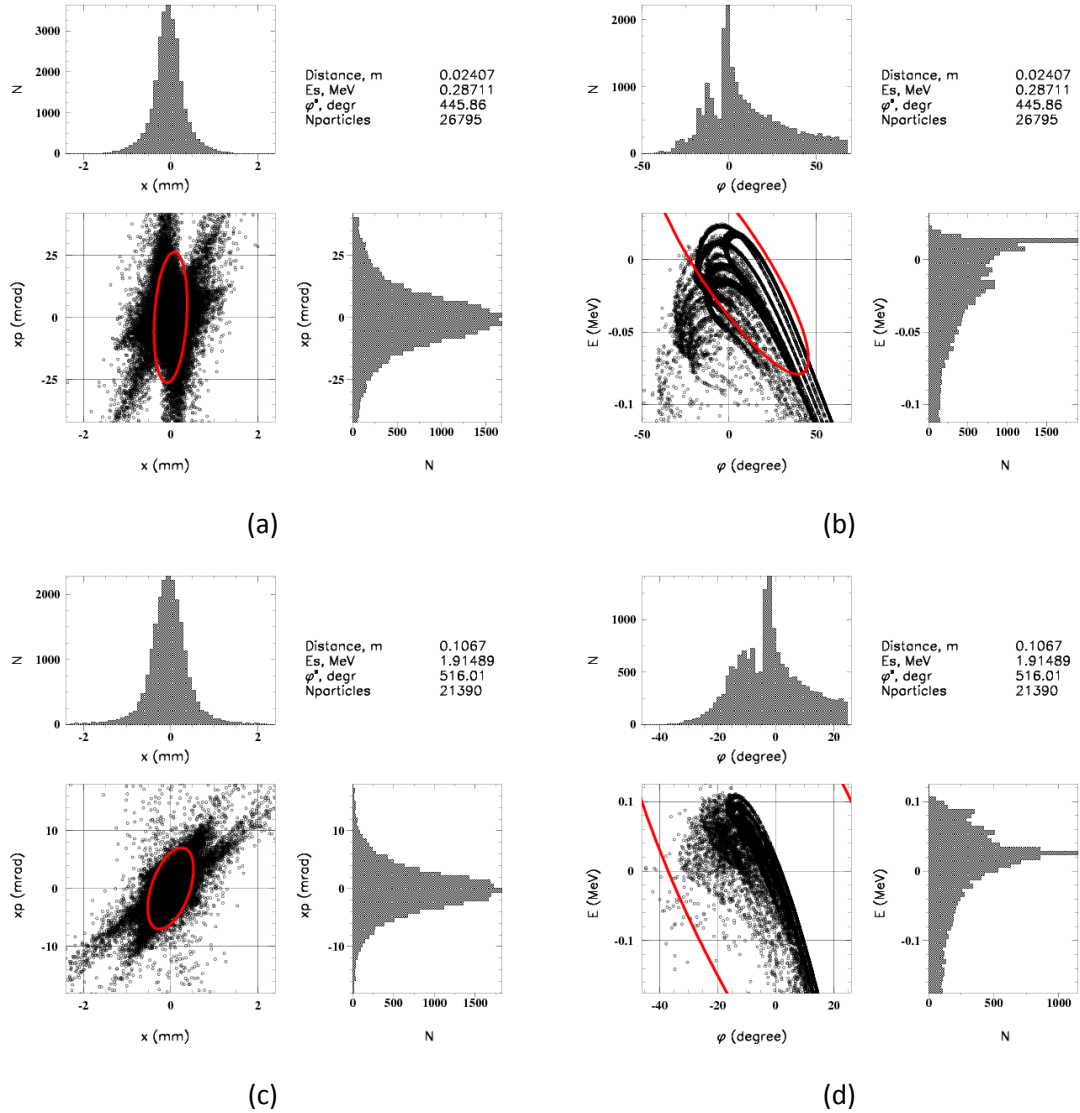 3000
2000
1000
0
N
-2
0
2
x (mm)
Distance, m 0.02407
Es, MeV 0.28711
φˢ, degr 445.86
Nparticles 26795
2000
1000
0
N
-50
0
50
φ (degree)
Distance, m 0.02407
Es, MeV 0.28711
φˢ, degr 445.86
Nparticles 26795
25
0
-25
xp (mrad)
-2
0
2
x (mm)
25
0
-25
xp (mrad)
0
500
1000
1500
N
0
-0.05
-0.1
E (MeV)
-50
0
50
φ (degree)
0
-0.05
-0.1
E (MeV)
0
500
1000
1500
N
(a)
(b)
2000
1000
0
N
-2
0
2
x (mm)
Distance, m 0.1067
Es, MeV 1.91489
φˢ, degr 516.01
Nparticles 21390
1000
500
0
N
-40
-20
0
20
φ (degree)
Distance, m 0.1067
Es, MeV 1.91489
φˢ, degr 516.01
Nparticles 21390
10
0
-10
xp (mrad)
-2
0
2
x (mm)
10
0
-10
xp (mrad)
0
500
1000
1500
N
0.1
0
-0.1
E (MeV)
-40
-20
0
20
φ (degree)
0.1
0
-0.1
E (MeV)
0
500
1000
N
(c)
(d)